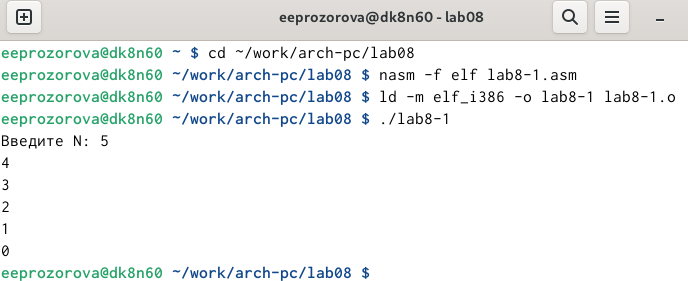 eeprozorova@dk8n60 - lab08
eeprozorova@dk8n60 ~ $ cd ~/work/arch-pc/lab08
eeprozorova@dk8n60 ~/work/arch-pc/lab08 $ nasm -f elf lab8-1.asm
eeprozorova@dk8n60 ~/work/arch-pc/lab08 $ ld -m elf_i386 -o lab8-1 lab8-1.o
eeprozorova@dk8n60 ~/work/arch-pc/lab08 $ ./lab8-1
Введите N: 5
4
3
2
1
0
eeprozorova@dk8n60 ~/work/arch-pc/lab08 $